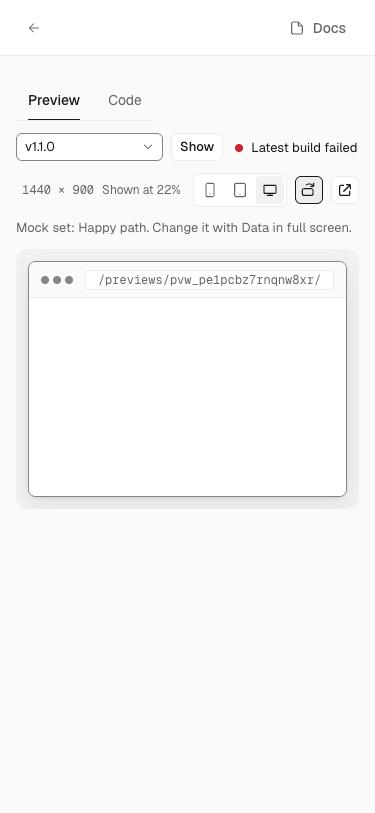 Docs
Preview Code
v1.1.0 Show Latest build failed
1440 × 900 Shown at 22%
Mock set: Happy path. Change it with Data in full screen.
/previews/pvw_pe1pcbz7rnqnw8xr/